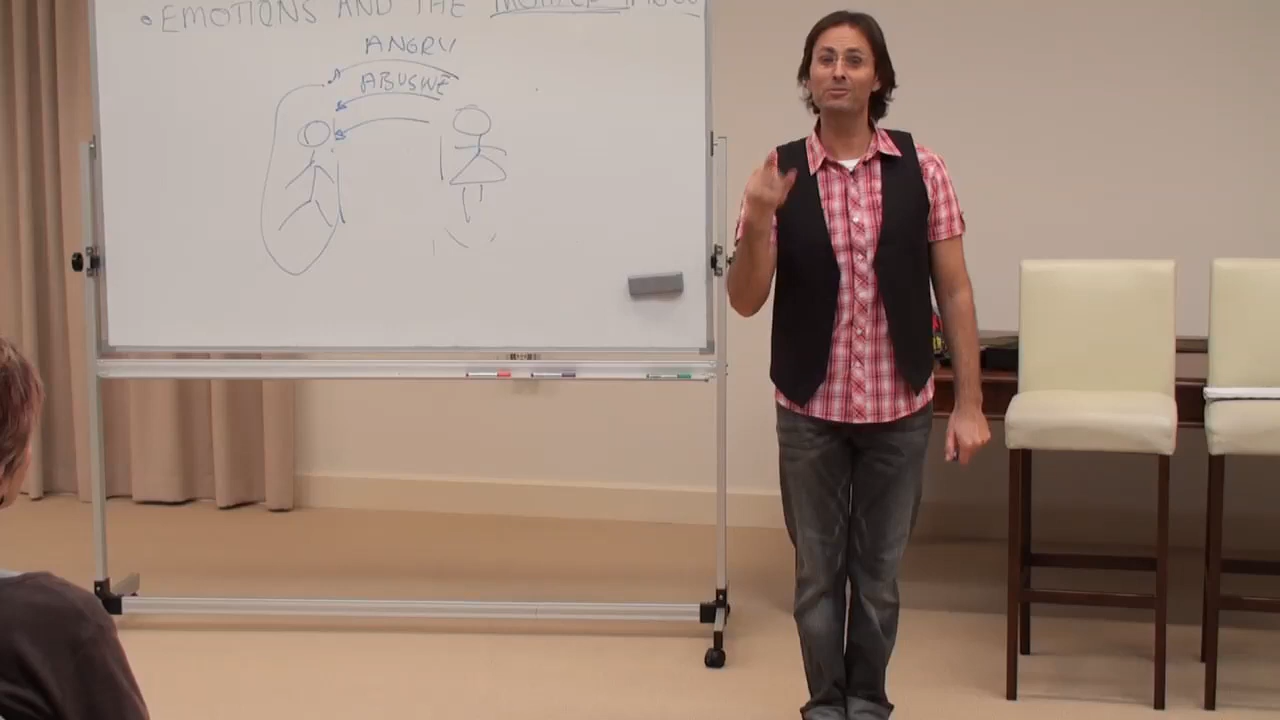 • EMOTIONS AND THE
ANGRY
ABUSIVE